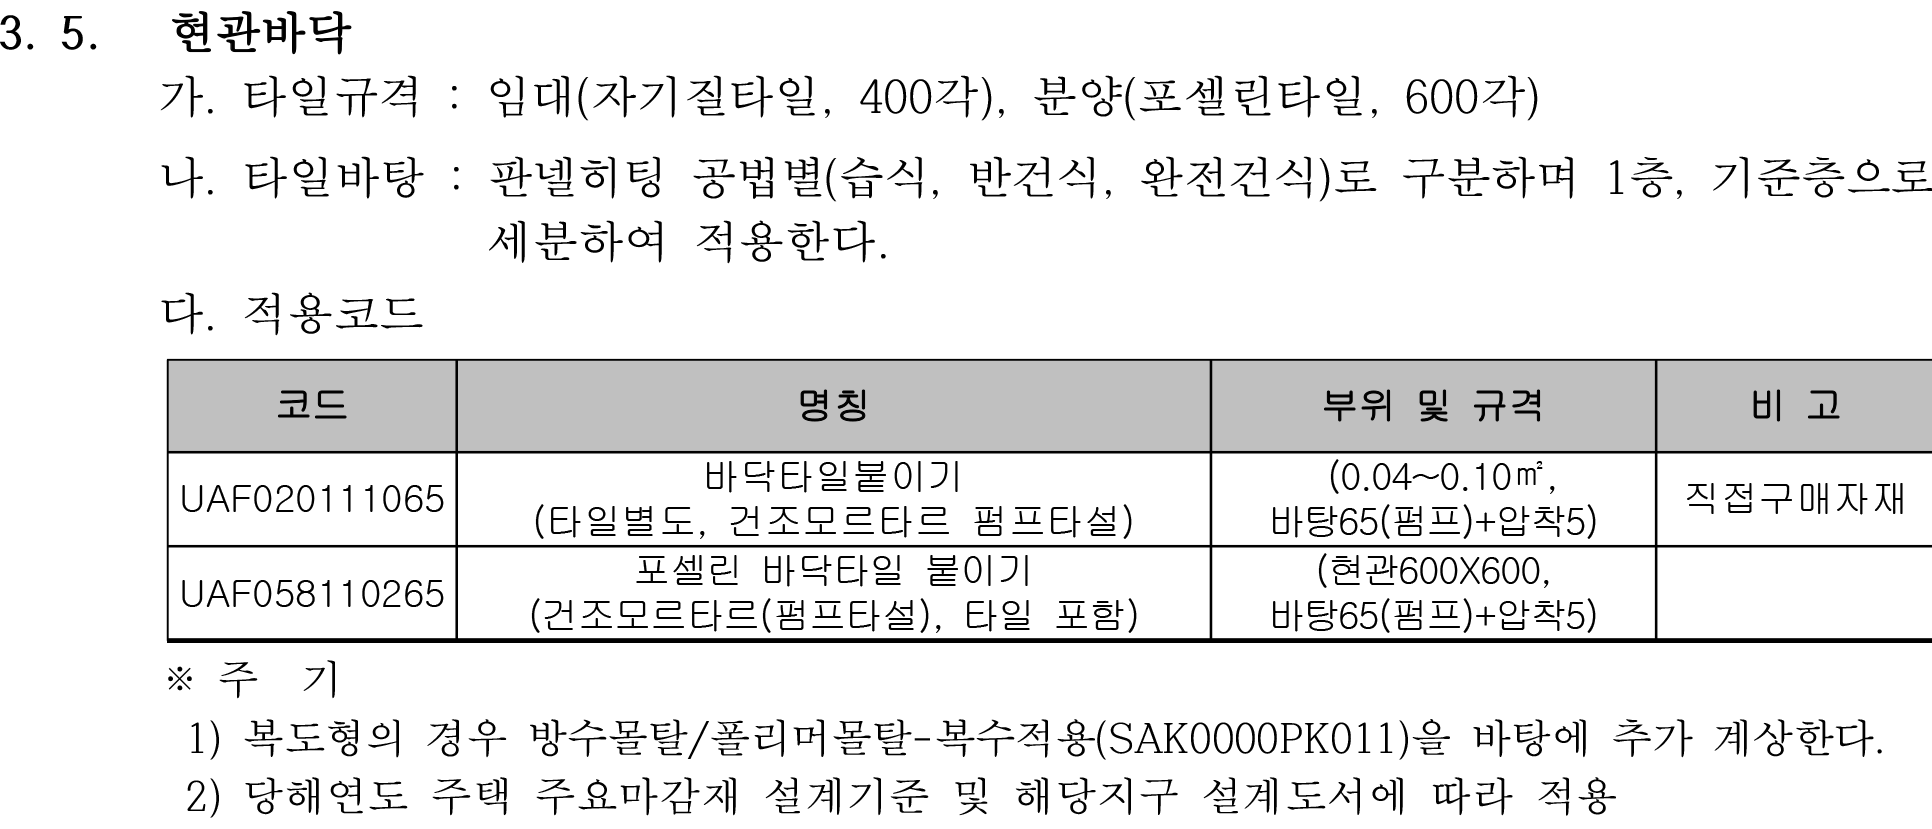 3. 5. 현관바닥
가. 타일규격 : 임대(자기질타일, 400각), 분양(포셀린타일, 600각)
나. 타일바탕 : 판넬히팅 공법별(습식, 반건식, 완전건식)로 구분하며 1층, 기준층으로
세분하여 적용한다.
다. 적용코드
코드 명칭 부위 및 규격 비 고
UAF020111065 바닥타일붙이기 (타일별도, 건조모르타르 펌프타설) (0.04~0.10㎡, 바탕65(펌프)+압착5) 직접구매자재
UAF058110265 포셀린 바닥타일 붙이기 (건조모르타르(펌프타설), 타일 포함) (현관600X600, 바탕65(펌프)+압착5)
※ 주 기
1) 복도형의 경우 방수몰탈/폴리머몰탈-복수적용(SAK0000PK011)을 바탕에 추가 계상한다.
2) 당해연도 주택 주요마감재 설계기준 및 해당지구 설계도서에 따라 적용